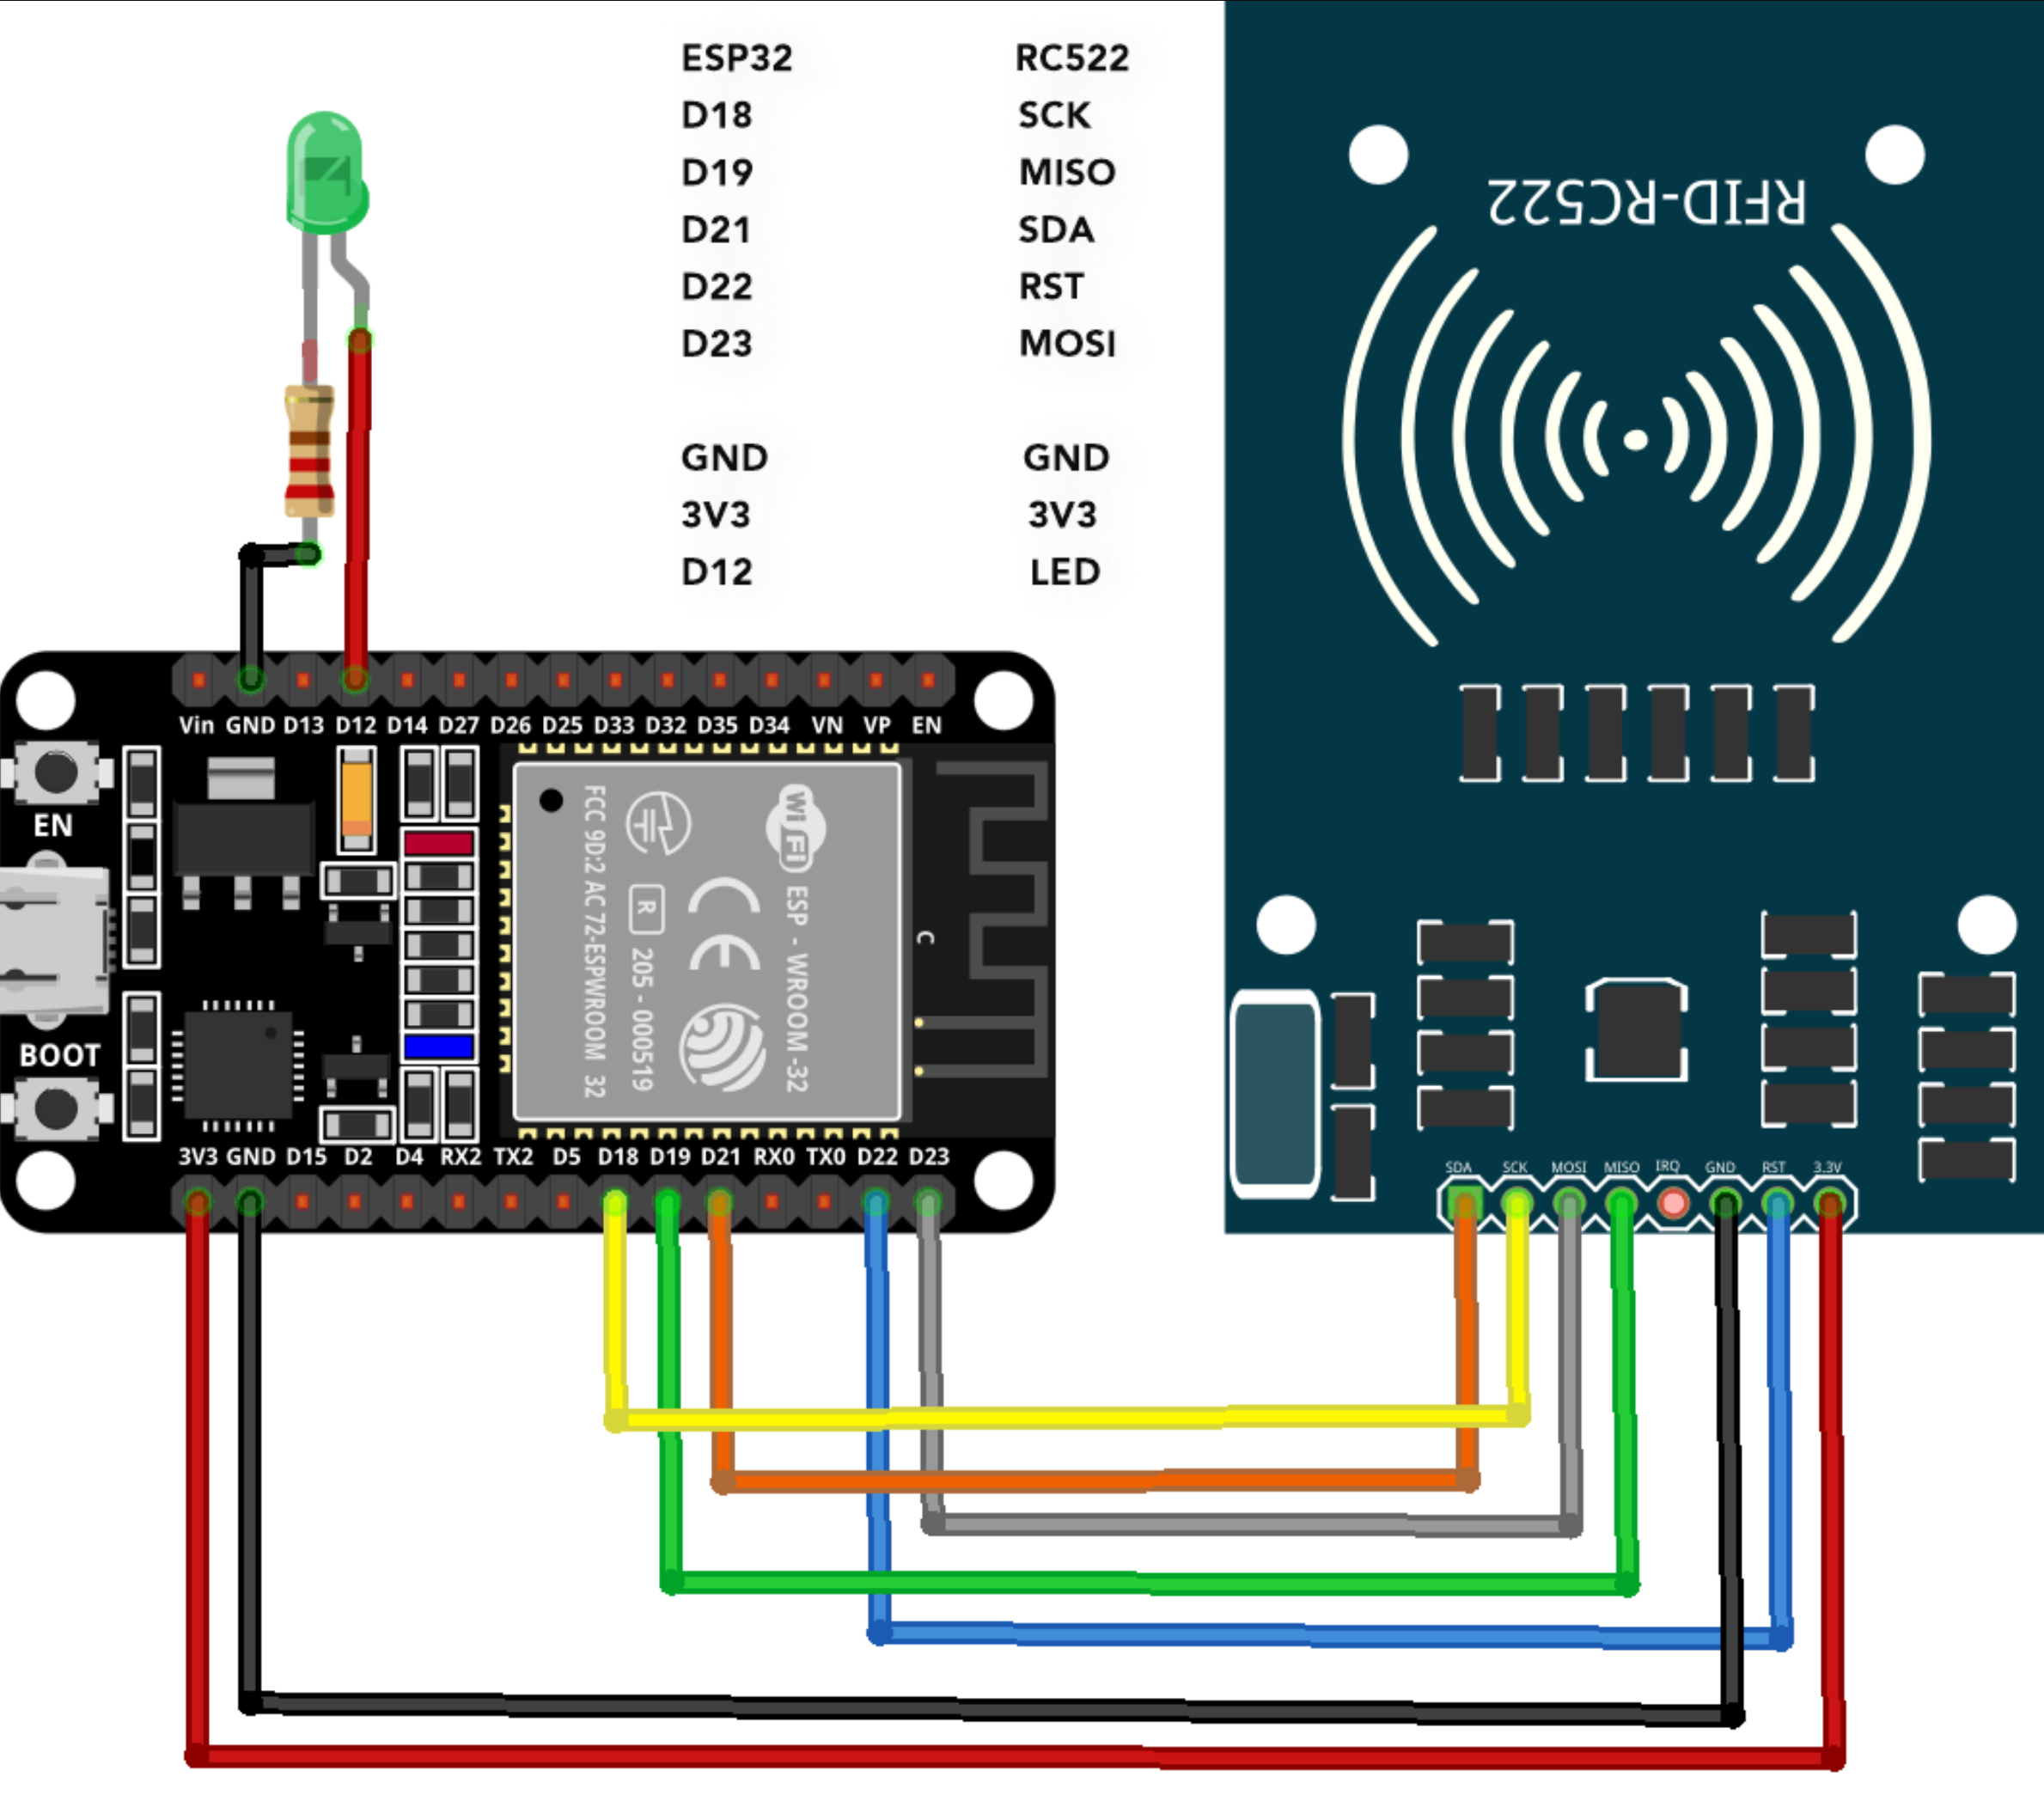 ESP32 RC522
D18 SCK
D19 MISO
D21 SDA
D22 RST
D23 MOSI
GND GND
3V3 3V3
D12 LED
RFID-RC522
Vin GND D13 D12 D14 D27 D26 D25 D33 D32 D35 D34 VN VP EN
EN
BOOT
WiFi
ESP - WROOM -32
CE
R
205 - 000519
FCC 9D:2 AC 72-ESPWROOM 32
C
3V3 GND D15 D2 D4 RX2 TX2 D5 D18 D19 D21 RX0 TX0 D22 D23
SDA SCK MOSI MISO IRQ GND RST 3.3V